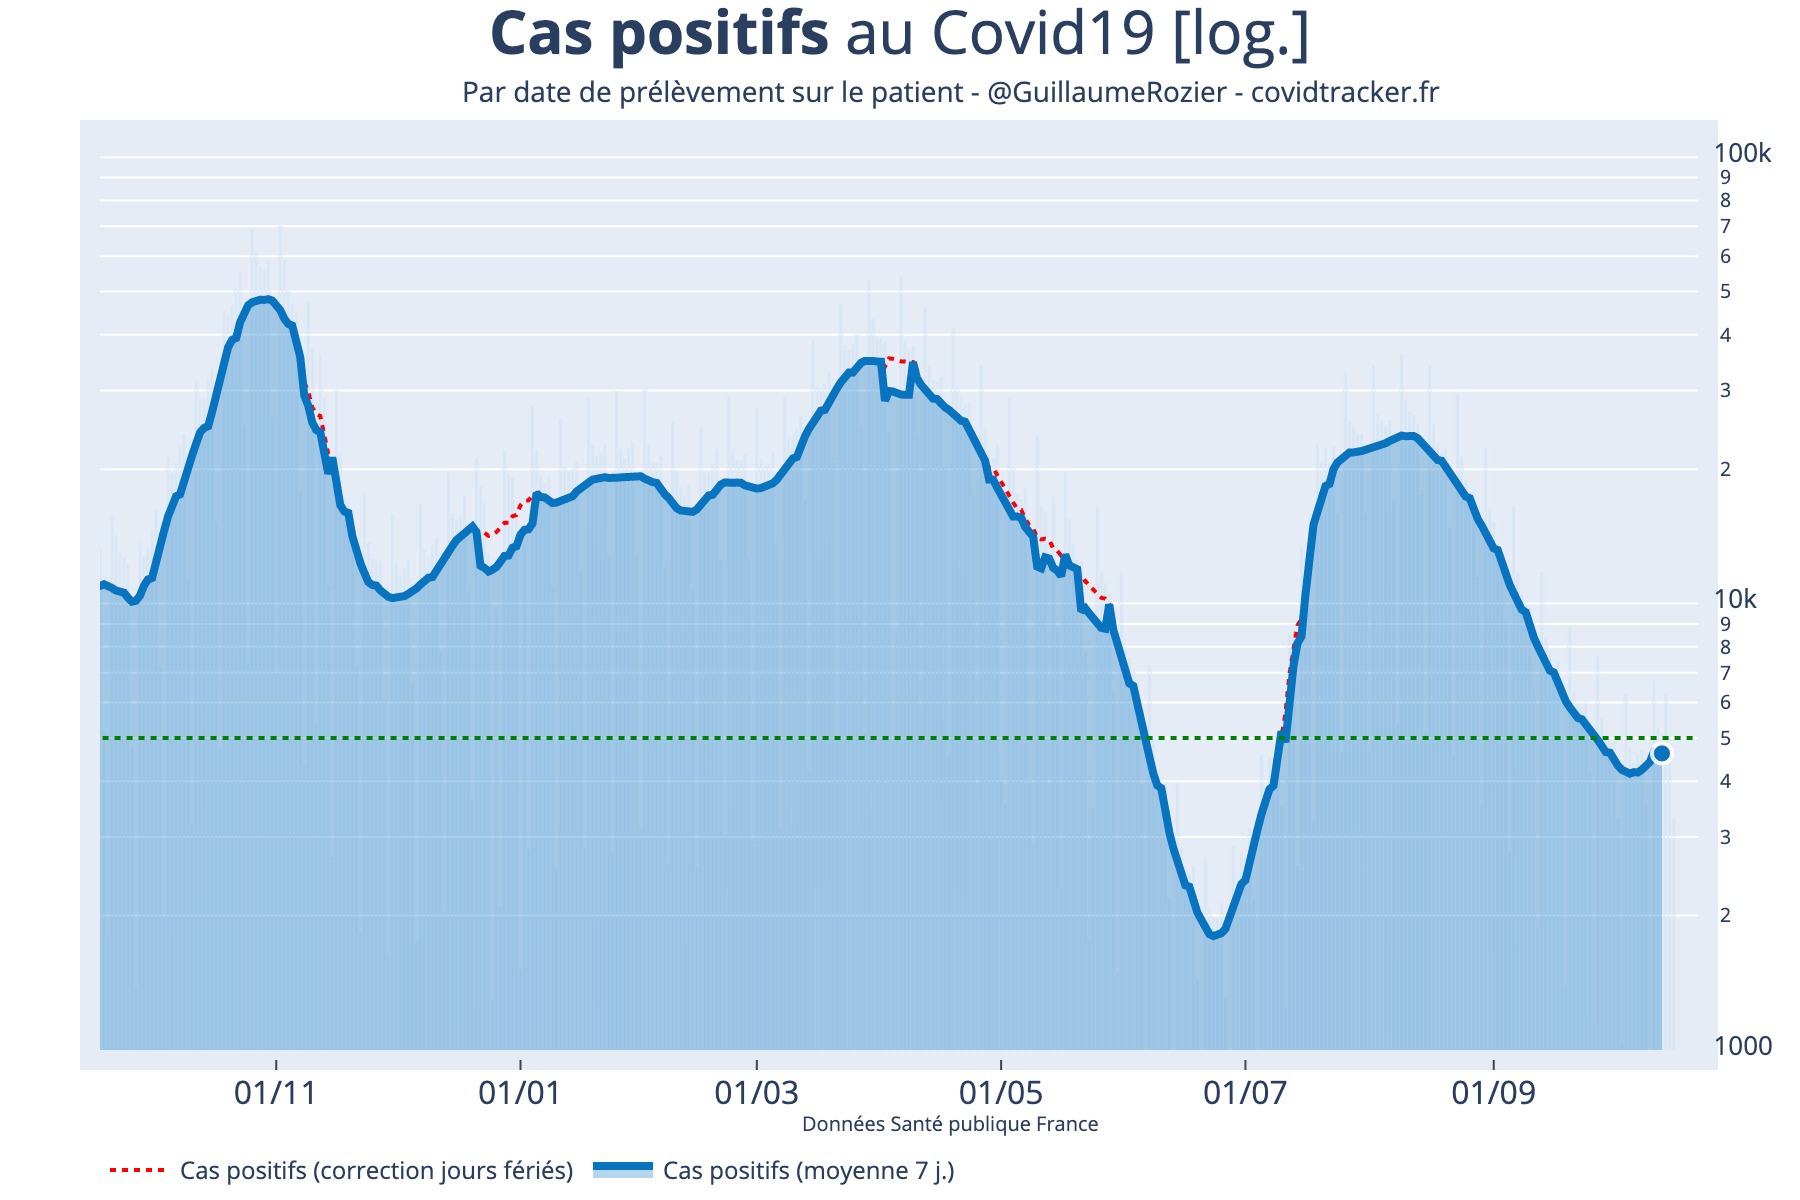 Cas positifs au Covid19 [log.]
Par date de prélèvement sur le patient - @GuillaumeRozier - covidtracker.fr
100k
9
8
7
6
5
4
3
2
10k
9
8
7
6
5
4
3
2
1000
01/11 01/01 01/03 01/05 01/07 01/09
Données Santé publique France
Cas positifs (correction jours fériés) Cas positifs (moyenne 7 j.)